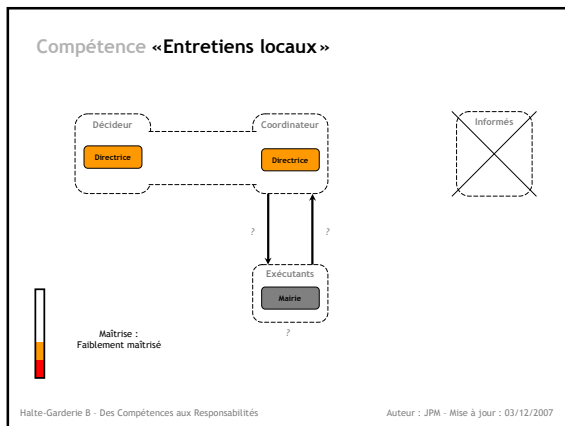 Compétence «Entretiens locaux»
Décideur
Coordinateur
Informés
Directrice
Directrice
?
?
Exécutants
Mairie
?
Maîtrise :
Faiblement maîtrisé
Halte-Garderie B – Des Compétences aux Responsabilités
Auteur : JPM – Mise à jour : 03/12/2007